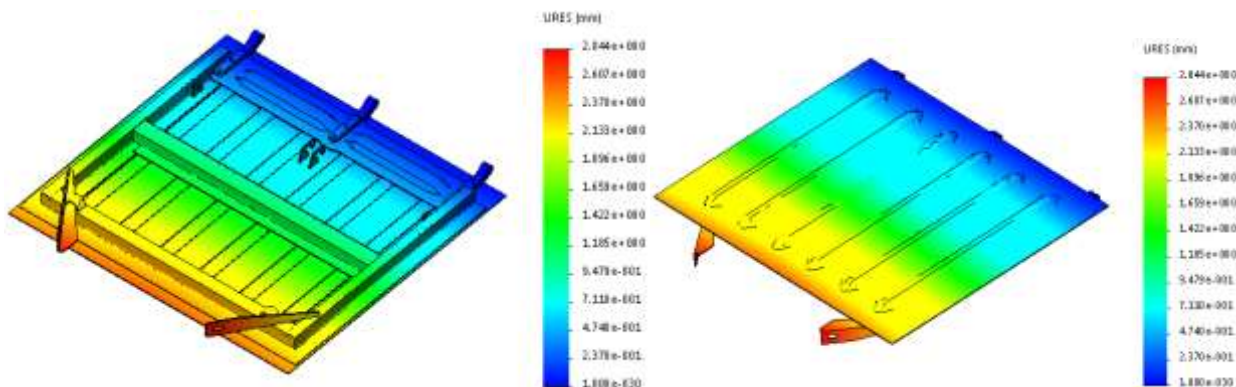 URES (mm)
2.844e+000
2.607e+000
2.370e+000
2.133e+000
1.896e+000
1.659e+000
1.422e+000
1.185e+000
9.479e-001
7.110e-001
4.740e-001
2.370e-001
1.000e-030
URES (mm)
2.844e+000
2.607e+000
2.370e+000
2.133e+000
1.896e+000
1.659e+000
1.422e+000
1.185e+000
9.479e-001
7.110e-001
4.740e-001
2.370e-001
1.000e-030